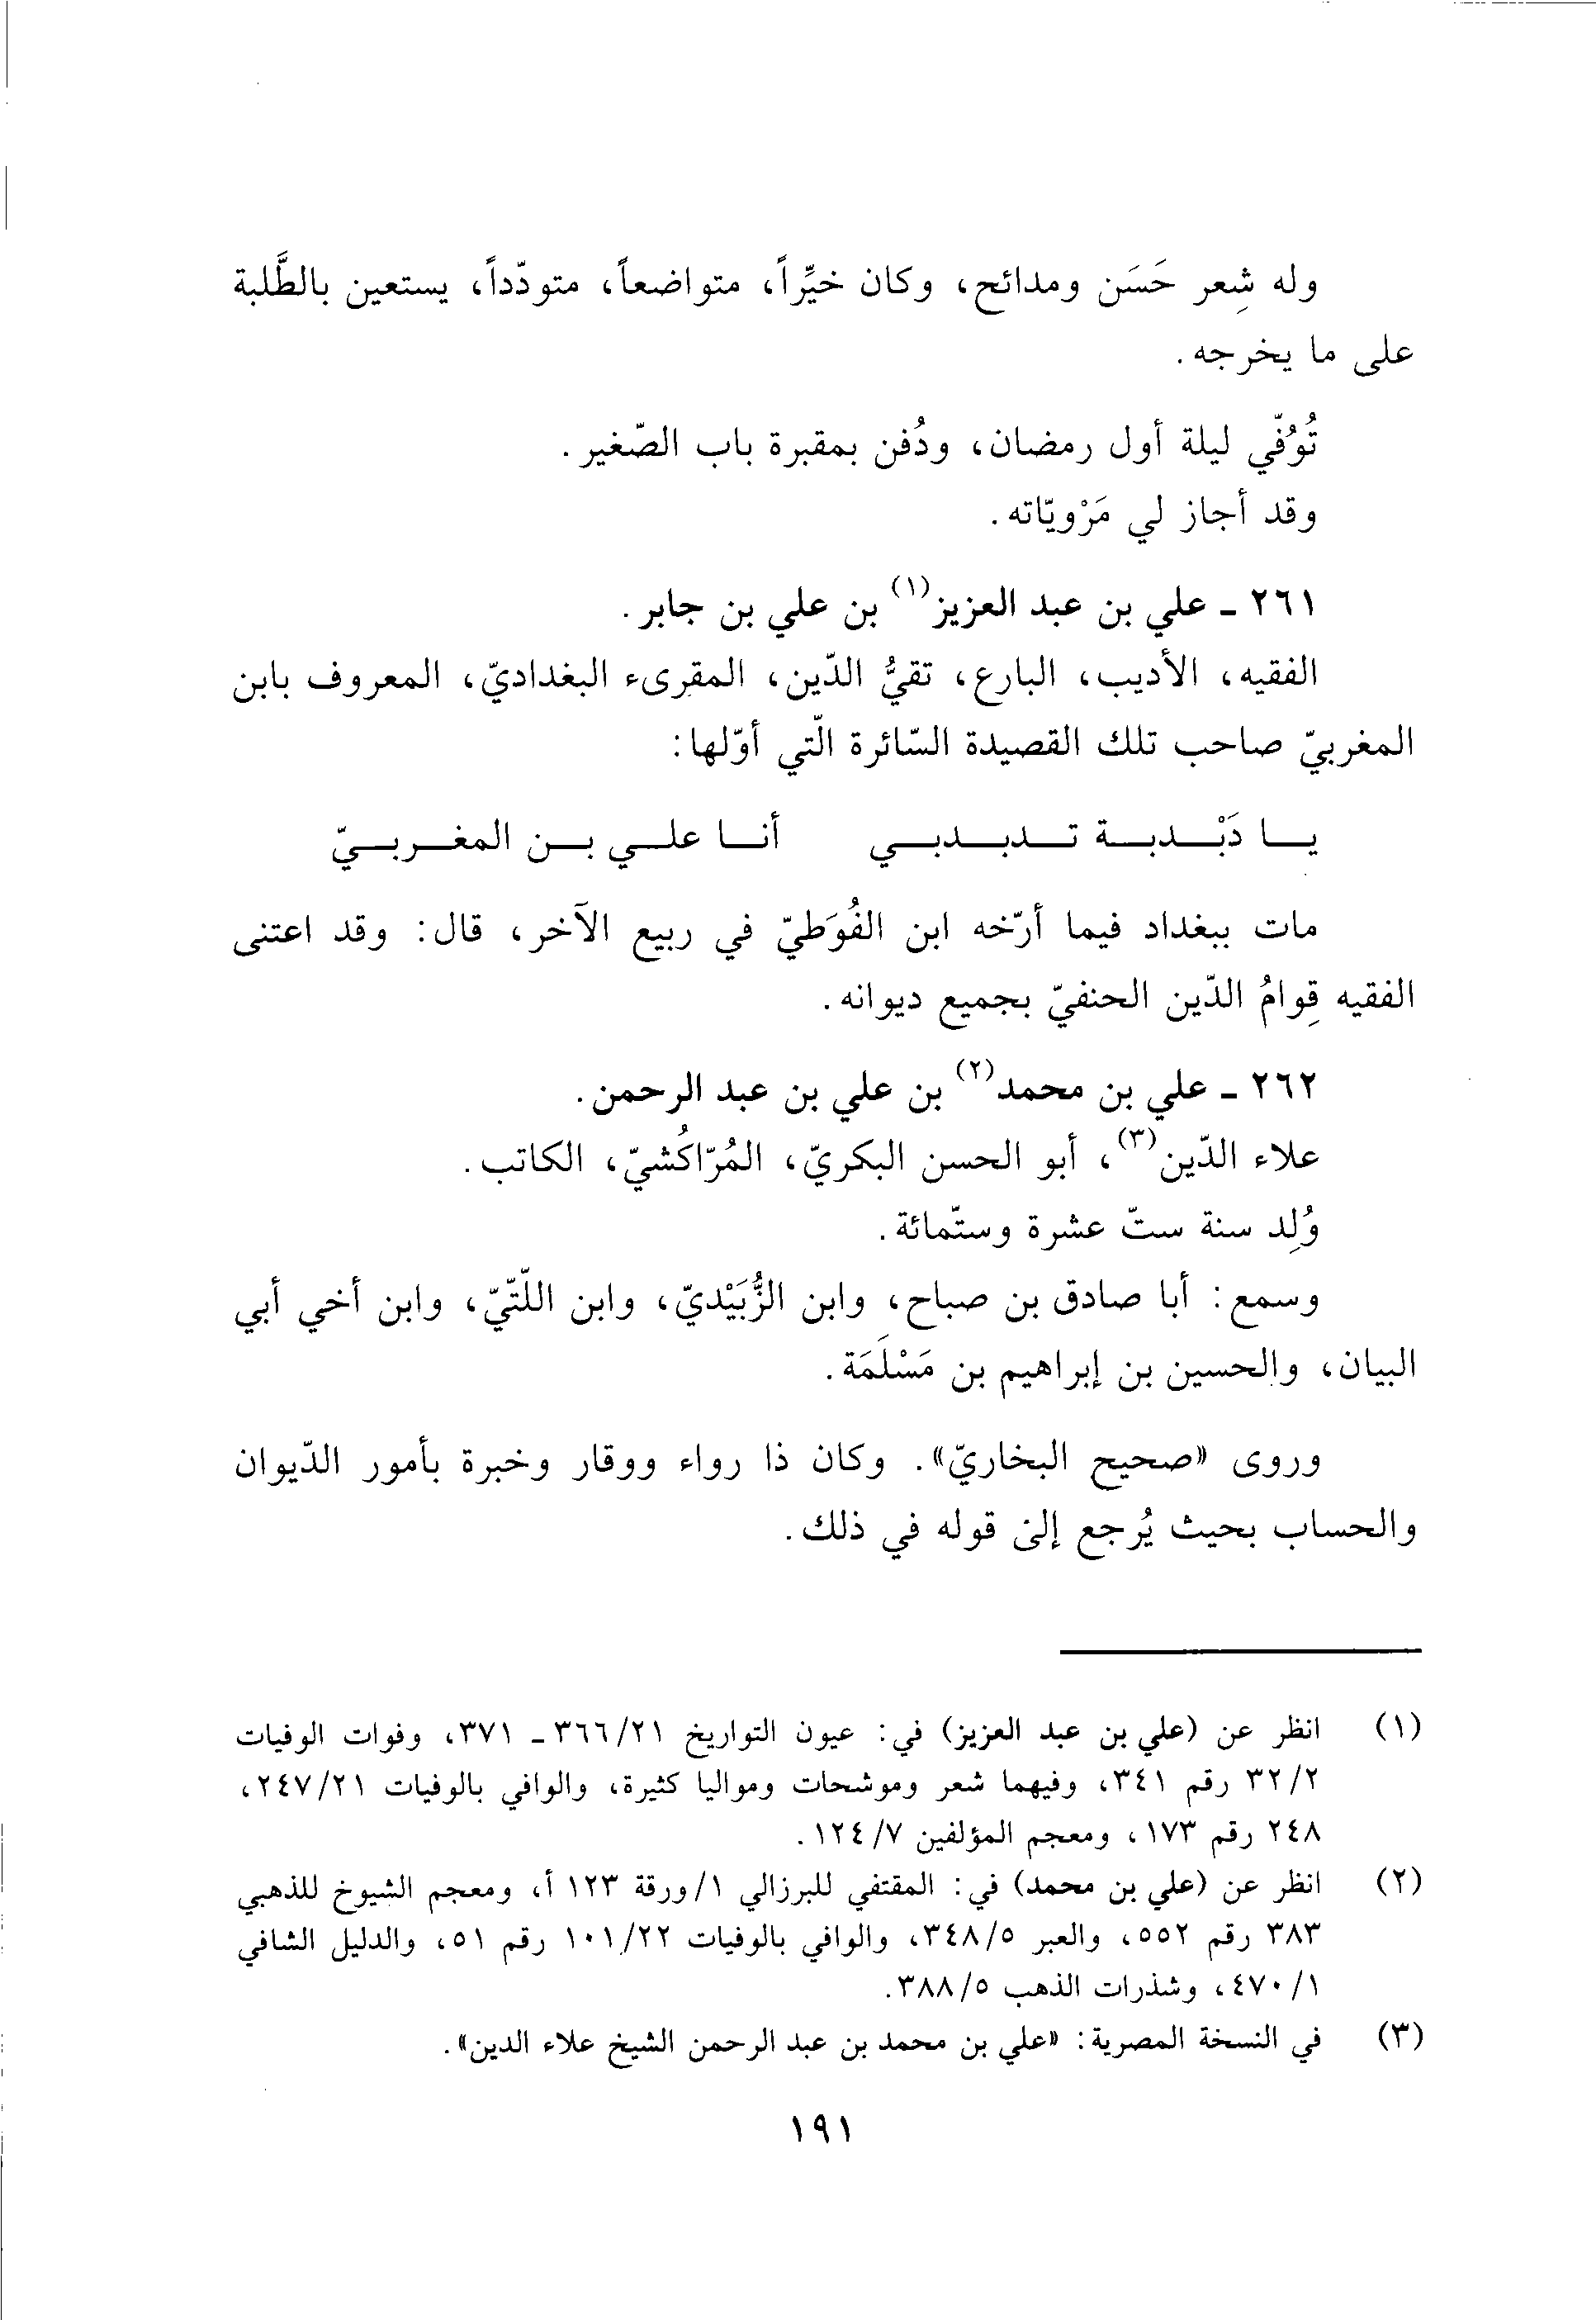 وله شِعر حَسَن ومدائح، وكان خيِّراً، متواضعاً، متودّداً، يستعين بالطَّلبة
على ما يخرجه.
تُوُفّي ليلة أول رمضان، ودُفن بمقبرة باب الصّغير.
وقد أجاز لي مَرْويّاته.
٢٦١ ـ علي بن عبد العزيز(١) بن علي بن جابر.
الفقيه، الأديب، البارع، تقيُّ الدّين، المقرىء البغداديّ، المعروف بابن
المغربيّ صاحب تلك القصيدة السّائرة الّتي أوّلها:
يـا دَبْـدبـة تـدبـدبـي أنـا علـي بـن المغـربـيّ
مات ببغداد فيما أرّخه ابن الفُوَطيّ في ربيع الآخر، قال: وقد اعتنى
الفقيه قِوامُ الدّين الحنفيّ بجميع ديوانه.
٢٦٢ ـ علي بن محمد(٢) بن علي بن عبد الرحمن.
علاء الدّين(٣)، أبو الحسن البكريّ، المُرّاكُشيّ، الكاتب.
وُلِد سنة ستّ عشرة وستّمائة.
وسمع: أبا صادق بن صباح، وابن الزُّبَيْديّ، وابن اللّتّيّ، وابن أخي أبي
البيان، والحسين بن إبراهيم بن مَسْلَمَة.
وروى «صحيح البخاريّ». وكان ذا رواء ووقار وخبرة بأمور الدّيوان
والحساب بحيث يُرجع إلى قوله في ذلك.
(١) انظر عن (علي بن عبد العزيز) في: عيون التواريخ ٢١/٣٦٦ ـ ٣٧١، وفوات الوفيات
٢/٣٢ رقم ٣٤١، وفيهما شعر وموشحات ومواليا كثيرة، والوافي بالوفيات ٢١/٢٤٧،
٢٤٨ رقم ١٧٣، ومعجم المؤلفين ٧/١٢٤.
(٢) انظر عن (علي بن محمد) في: المقتفي للبرزالي ١/ورقة ١٢٣ أ، ومعجم الشيوخ للذهبي
٣٨٣ رقم ٥٥٢، والعبر ٥/٣٤٨، والوافي بالوفيات ٢٢/١٠١ رقم ٥١، والدليل الشافي
١/٤٧٠، وشذرات الذهب ٥/٣٨٨.
(٣) في النسخة المصرية: «علي بن محمد بن عبد الرحمن الشيخ علاء الدين».
١٩١